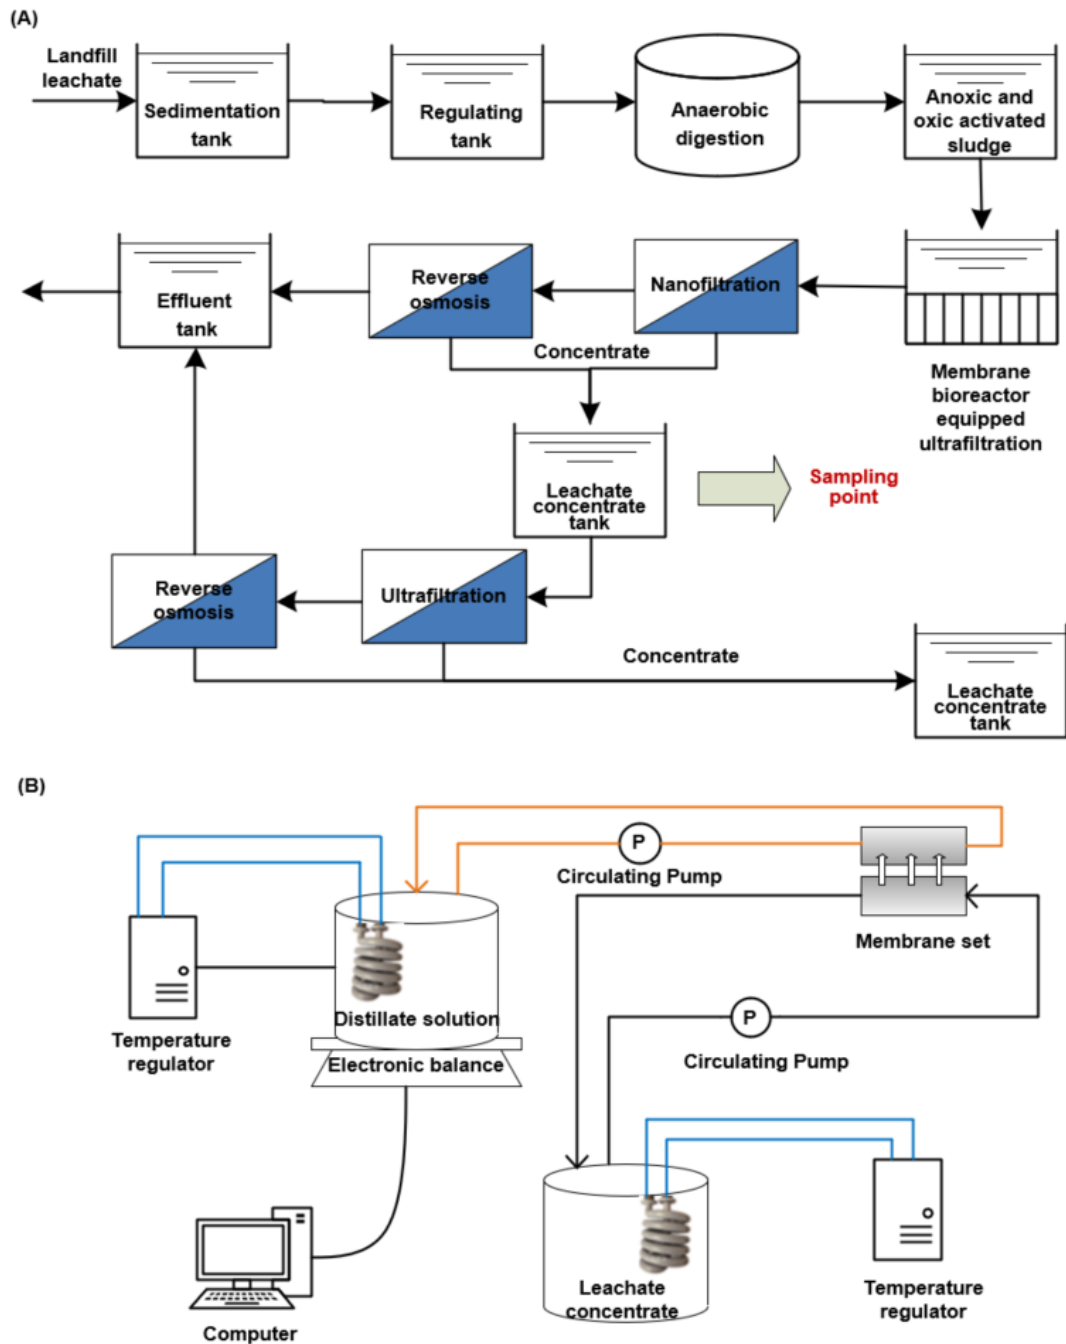 (A)
Landfill
leachate
Sedimentation
tank
Regulating
tank
Anaerobic
digestion
Anoxic and
oxic activated
sludge
Effluent
tank
Reverse
osmosis
Nanofiltration
Concentrate
Membrane
bioreactor
equipped
ultrafiltration
Leachate
concentrate
tank
Sampling
point
Reverse
osmosis
Ultrafiltration
Concentrate
Leachate
concentrate
tank
(B)
P
Circulating Pump
Membrane set
Distillate solution
Temperature
regulator
Electronic balance
P
Circulating Pump
Leachate
concentrate
Temperature
regulator
Computer